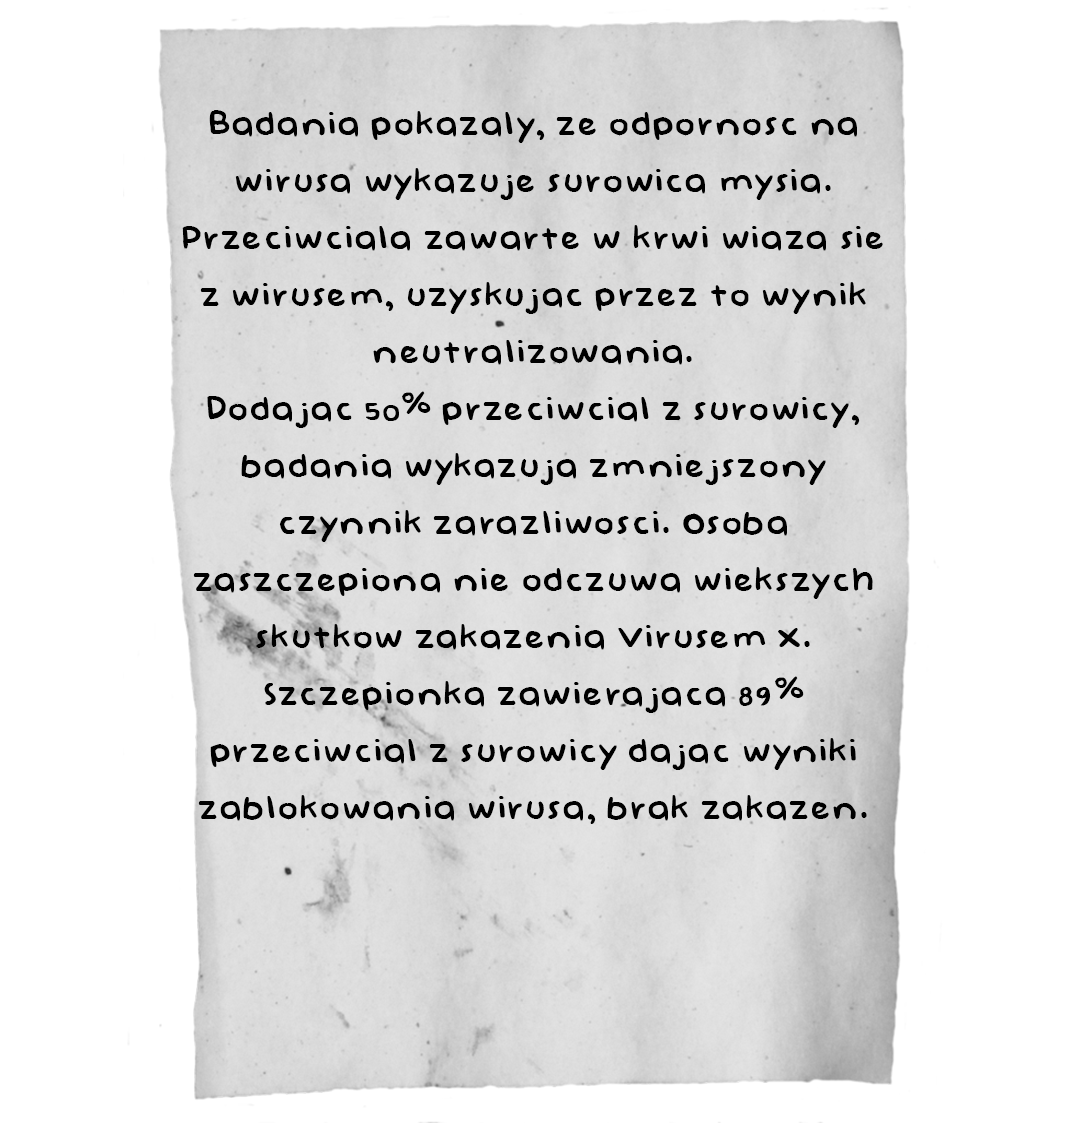 Badania pokazaly, ze odpornosc na
wirusa wykazuje surowica mysia.
Przeciwciala zawarte w krwi wiaza sie
z wirusem, uzyskujac przez to wynik
neutralizowania.
Dodajac 50% przeciwcial z surowicy,
badania wykazuja zmniejszony
czynnik zarazliwosci. Osoba
zaszczepiona nie odczuwa wiekszych
skutkow zakazenia Virusem X.
Szczepionka zawierajaca 89%
przeciwcial z surowicy dajac wyniki
zablokowania wirusa, brak zakazen.